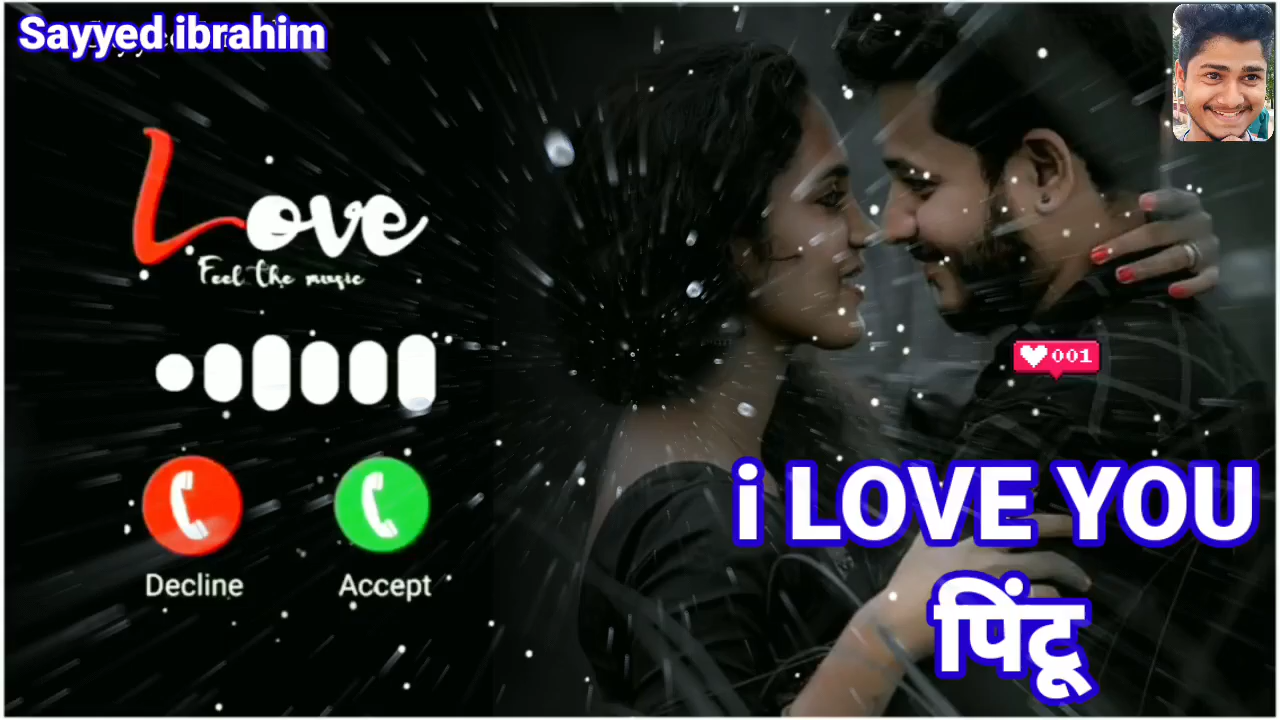 Sayyed ibrahim
Love
Feel the music
001
Decline
Accept
i LOVE YOU
पिंटू